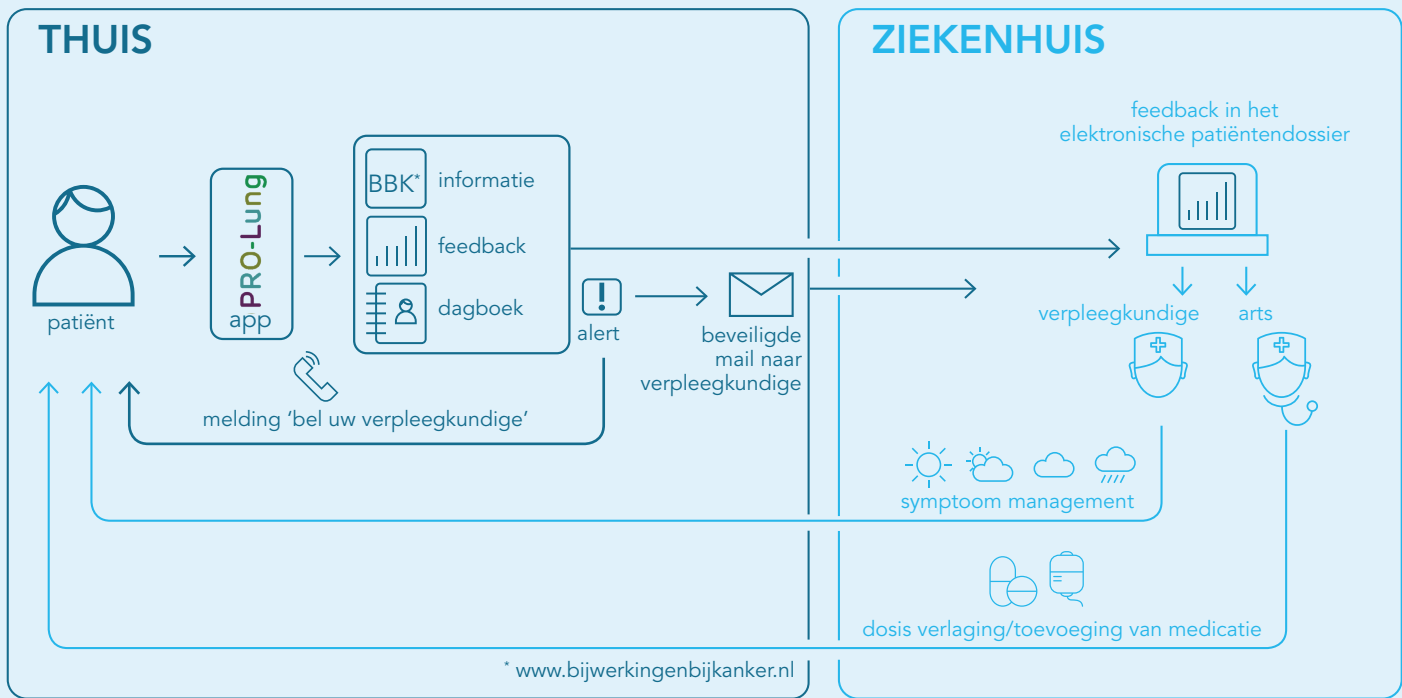 THUIS
patiënt
PRO-Lung
app
BBK*
informatie
feedback
dagboek
alert
beveiligde
mail naar
verpleegkundige
melding ‘bel uw verpleegkundige’
* www.bijwerkingenbijkanker.nl
ZIEKENHUIS
feedback in het
elektronische patiëntendossier
verpleegkundige
arts
symptoom management
dosis verlaging/toevoeging van medicatie